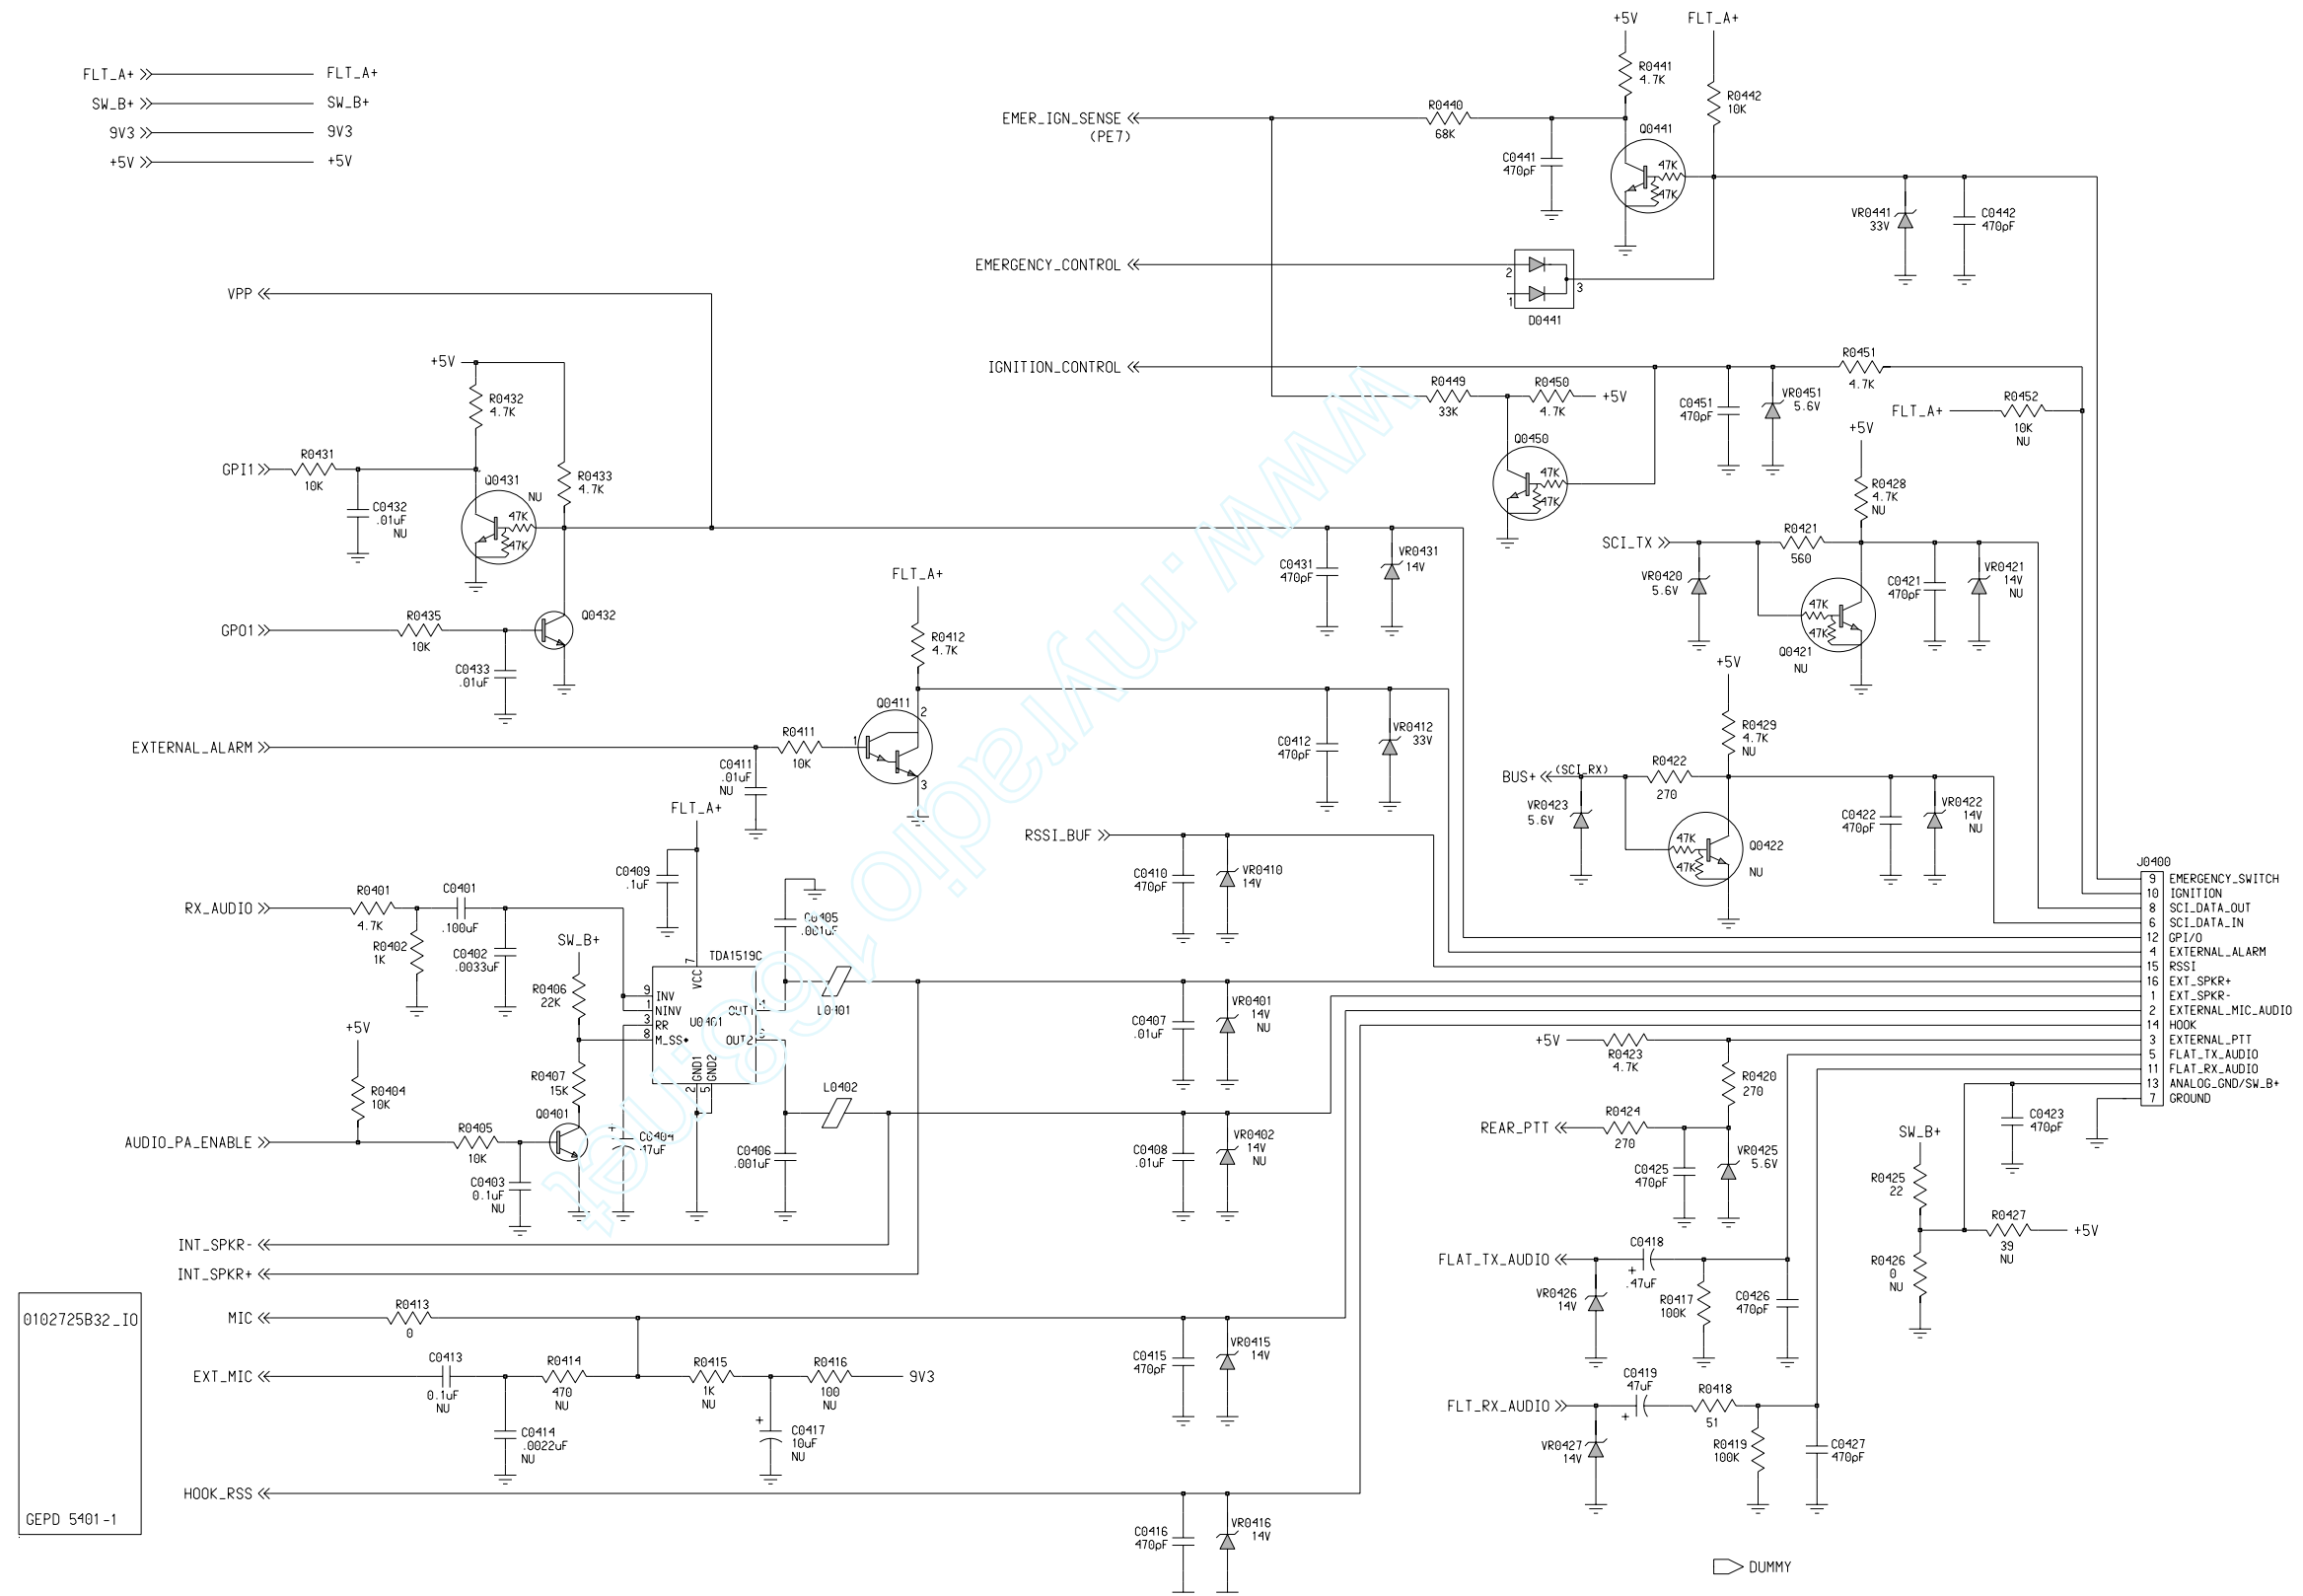 +5V
FLT_A+
FLT_A+
FLT_A+
SW_B+
SW_B+
9V3
9V3
+5V
+5V
R0441
4.7K
R0442
10K
EMER_IGN_SENSE
(PE7)
R0440
68K
Q0441
47K
47K
C0441
470pF
VR0441
33V
C0442
470pF
EMERGENCY_CONTROL
2
1
3
D0441
VPP
IGNITION_CONTROL
R0451
4.7K
R0449
33K
R0450
4.7K
+5V
C0451
470pF
VR0451
5.6V
FLT_A+
R0452
10K
NU
+5V
R0432
4.7K
R0433
4.7K
GPI1
R0431
10K
C0432
.01uF
NU
Q0431
NU
47K
47K
Q0450
47K
47K
+5V
R0428
4.7K
NU
SCI_TX
R0421
560
VR0420
5.6V
47K
47K
Q0421
NU
C0421
470pF
VR0421
14V
NU
C0431
470pF
VR0431
14V
GPO1
R0435
10K
Q0432
C0433
.01uF
FLT_A+
R0412
4.7K
EXTERNAL_ALARM
R0411
10K
C0411
.01uF
NU
Q0411
1
2
3
C0412
470pF
VR0412
33V
+5V
R0429
4.7K
NU
BUS+
(SCI_RX)
R0422
270
VR0423
5.6V
47K
47K
Q0422
NU
C0422
470pF
VR0422
14V
NU
FLT_A+
RSSI_BUF
C0410
470pF
VR0410
14V
C0409
.1uF
RX_AUDIO
R0401
4.7K
C0401
.100uF
R0402
1K
C0402
.0033uF
SW_B+
R0406
22K
C0405
.001uF
TDA1519C
7
VCC
9
INV
1
NINV
3
RR
8
M_SS
U0401
OUT1
4
OUT2
6
GND1
GND2
2
5
L0401
C0407
.01uF
VR0401
14V
NU
+5V
R0404
10K
R0407
15K
Q0401
AUDIO_PA_ENABLE
R0405
10K
C0403
0.1uF
NU
+
C0404
47uF
L0402
C0406
.001uF
C0408
.01uF
VR0402
14V
NU
J0400
9 EMERGENCY_SWITCH
10 IGNITION
8 SCI_DATA_OUT
6 SCI_DATA_IN
12 GPI/O
4 EXTERNAL_ALARM
15 RSSI
16 EXT_SPKR+
1 EXT_SPKR-
2 EXTERNAL_MIC_AUDIO
14 HOOK
3 EXTERNAL_PTT
5 FLAT_TX_AUDIO
11 FLAT_RX_AUDIO
13 ANALOG_GND/SW_B+
7 GROUND
+5V
R0423
4.7K
R0420
270
REAR_PTT
R0424
270
C0425
470pF
VR0425
5.6V
C0423
470pF
SW_B+
R0425
22
R0427
39
NU
+5V
R0426
0
NU
INT_SPKR-
INT_SPKR+
FLAT_TX_AUDIO
C0418
+
.47uF
VR0426
14V
R0417
100K
C0426
470pF
0102725B32_IO
GEPD 5401-1
MIC
R0413
0
EXT_MIC
C0413
0.1uF
NU
R0414
470
NU
R0415
1K
NU
R0416
100
NU
9V3
C0414
.0022uF
NU
+
C0417
10uF
NU
C0415
470pF
VR0415
14V
FLT_RX_AUDIO
C0419
47uF
+
R0418
51
VR0427
14V
R0419
100K
C0427
470pF
HOOK_RSS
C0416
470pF
VR0416
14V
DUMMY
www.myradio168.net